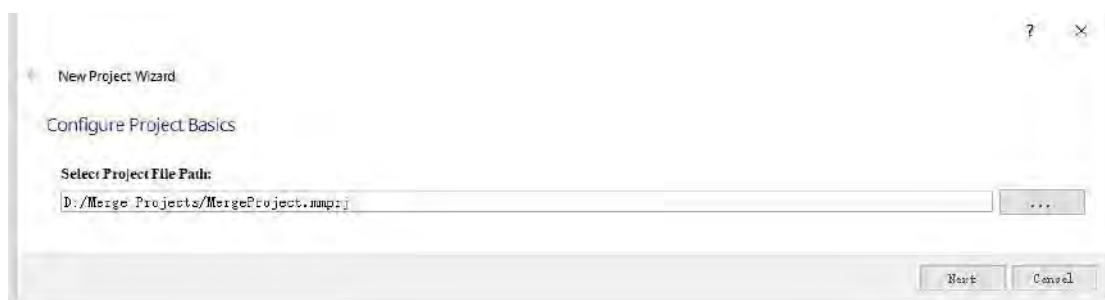 ? ×
New Project Wizard
Configure Project Basics
Select Project File Path:
D:/Merge Projects/MergeProject.mmprj
...
Next Cancel